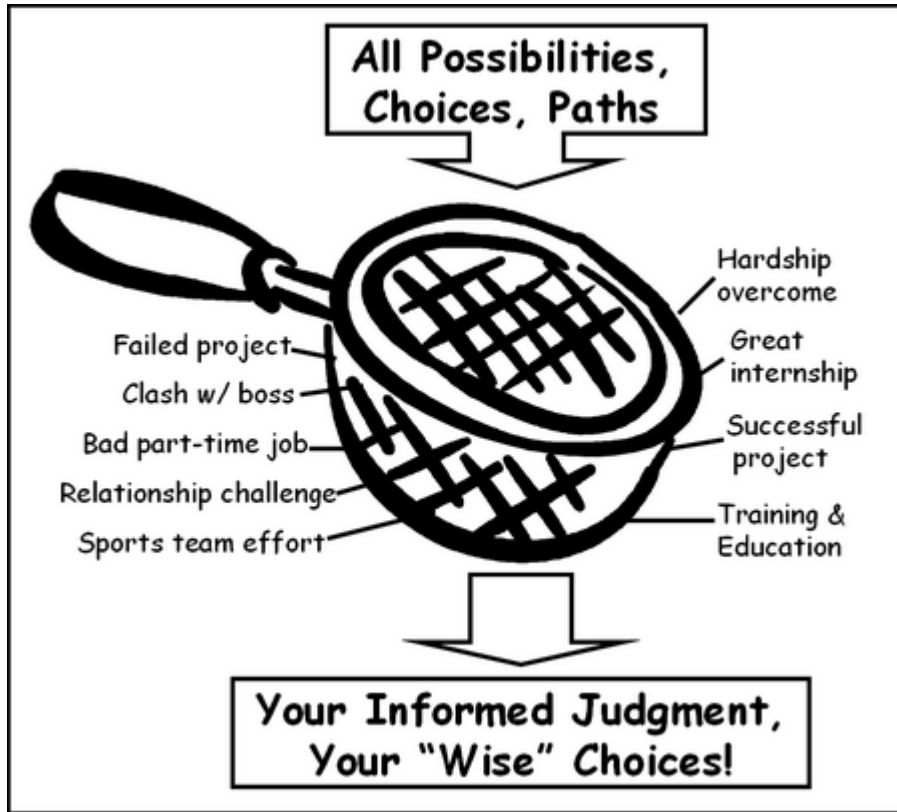 All Possibilities,
Choices, Paths
Hardship
overcome
Failed project
Great
internship
Clash w/ boss
Bad part-time job
Successful
project
Relationship challenge
Sports team effort
Training &
Education
Your Informed Judgment,
Your “Wise” Choices!